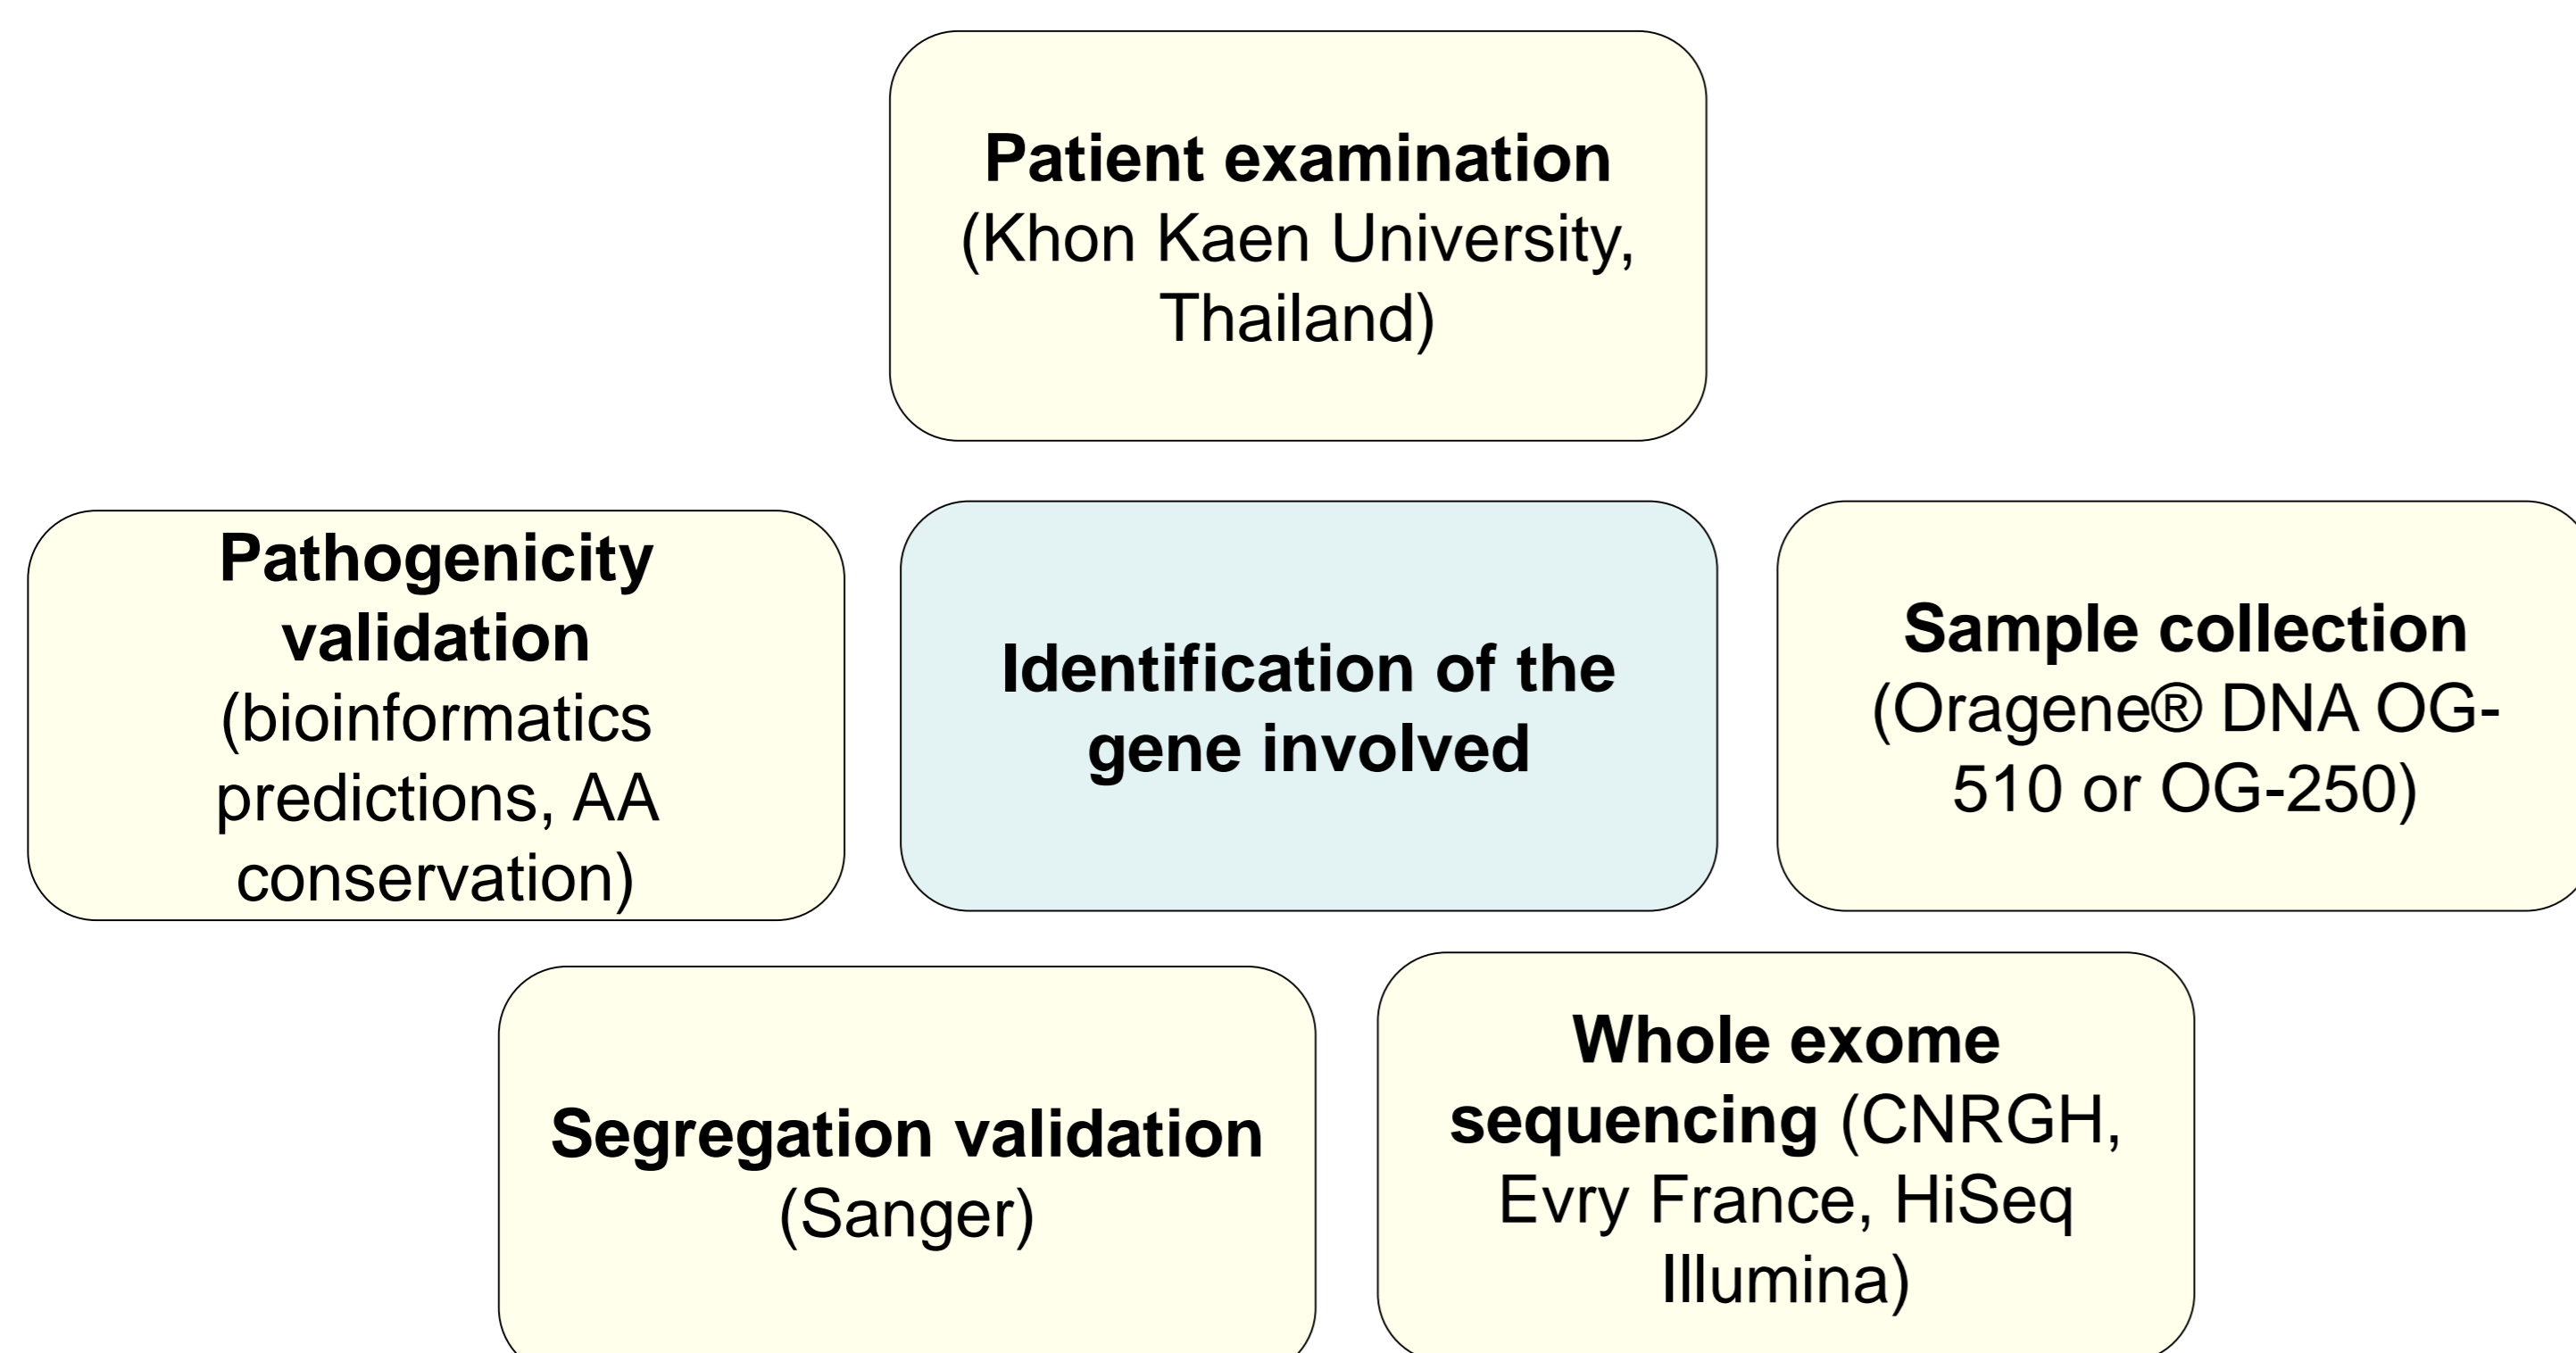 Patient examination
(Khon Kaen University,
Thailand)
Pathogenicity
validation
(bioinformatics
predictions, AA
conservation)
Identification of the
gene involved
Sample collection
(Oragene® DNA OG-
510 or OG-250)
Segregation validation
(Sanger)
Whole exome
sequencing (CNRGH,
Evry France, HiSeq
Illumina)